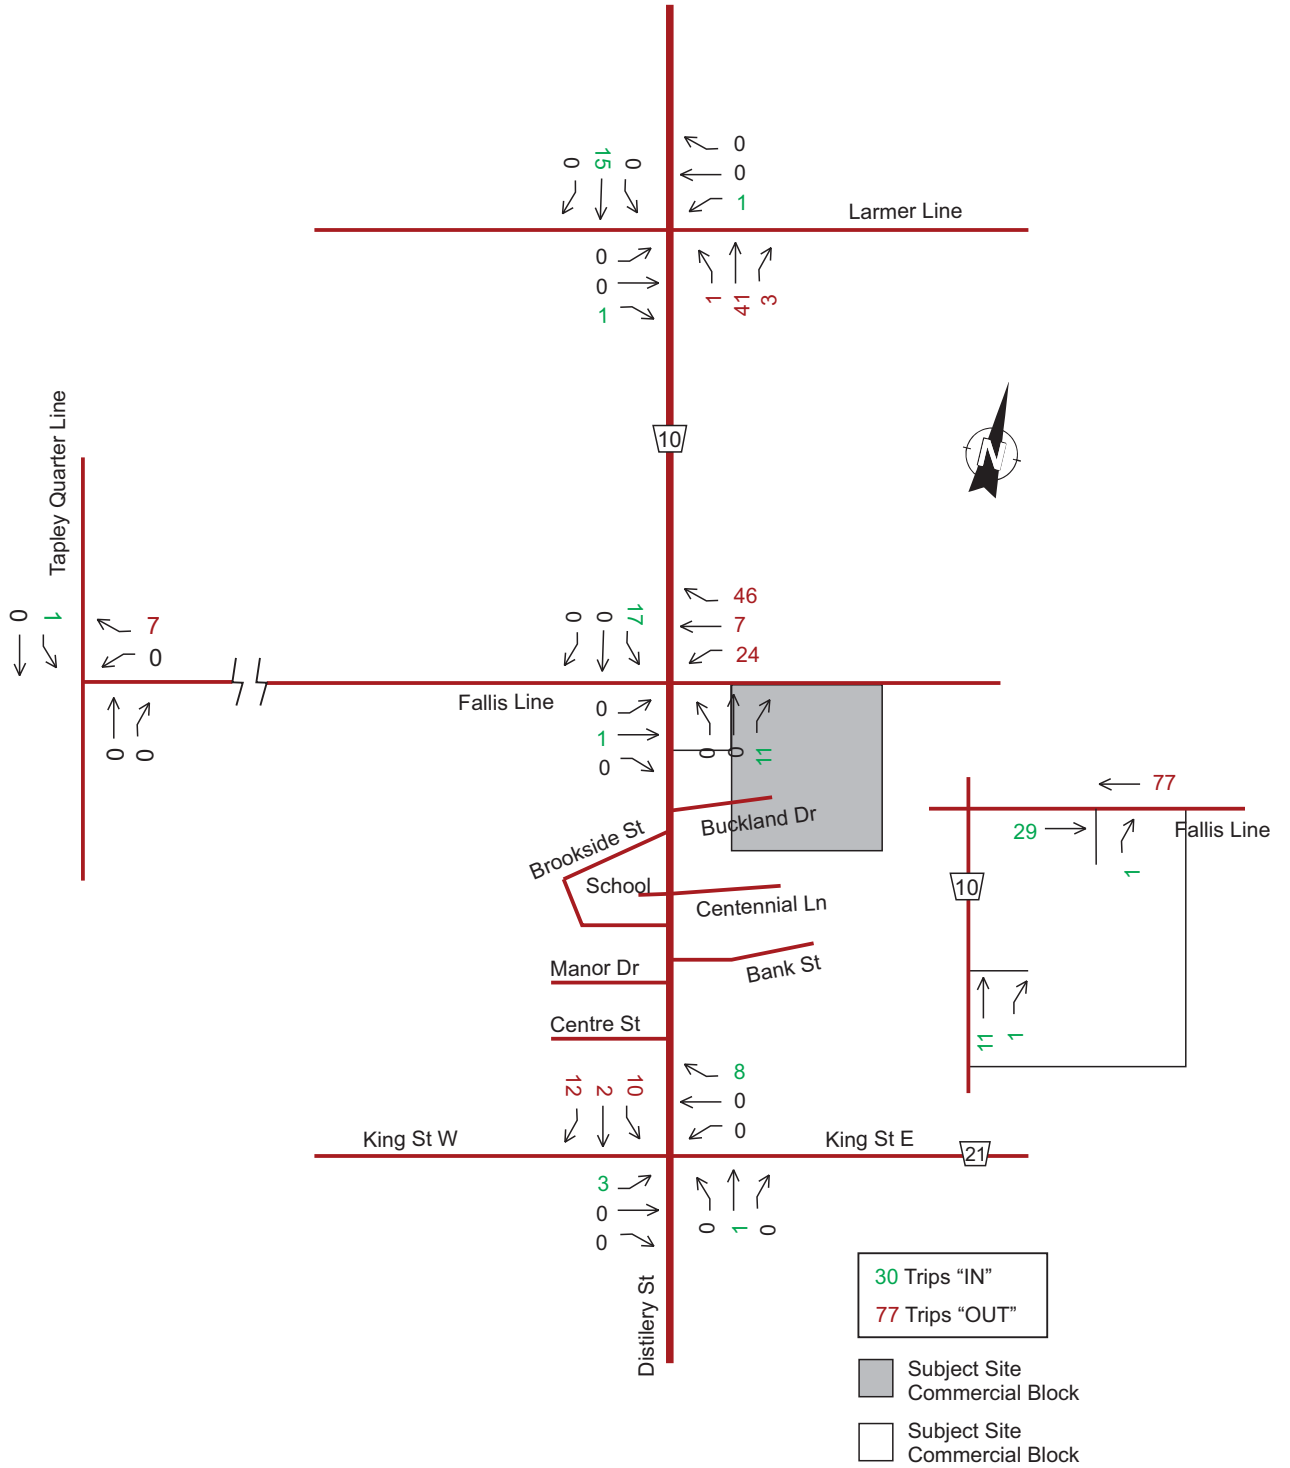 0 15 0
0
0
1
Larmer Line
0
0
1
1 41 3
10
Tapley Quarter Line
0 1
7
0
0 0
0 0 17
46
7
24
Fallis Line
0
1
0
0 0 11
77
29
Fallis Line
1
10
11 1
Buckland Dr
Brookside St
School
Centennial Ln
Bank St
Manor Dr
Centre St
12 2 10
8
0
0
King St W
King St E
21
3
0
0
0 1 0
Distilery St
30 Trips “IN”
77 Trips “OUT”
Subject Site
Commercial Block
Subject Site
Commercial Block
N